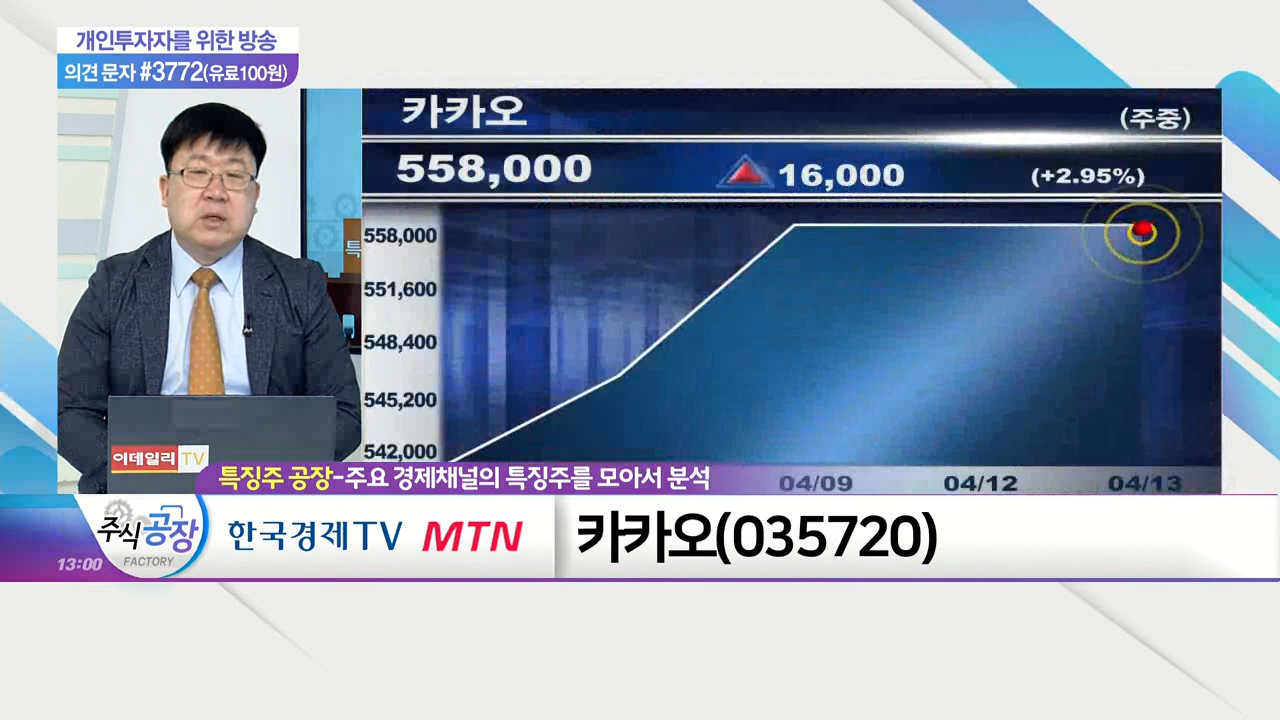 개인투자자를 위한 방송
의견 문자 #3772(유료100원)
카카오
(주중)
558,000
16,000
(+2.95%)
558,000
551,600
548,400
545,200
542,000
04/09
04/12
04/13
특
이데일리 TV
특징주 공장-주요 경제채널의 특징주를 모아서 분석
주식공장
FACTORY
13:00
한국경제TV
MTN
카카오(035720)